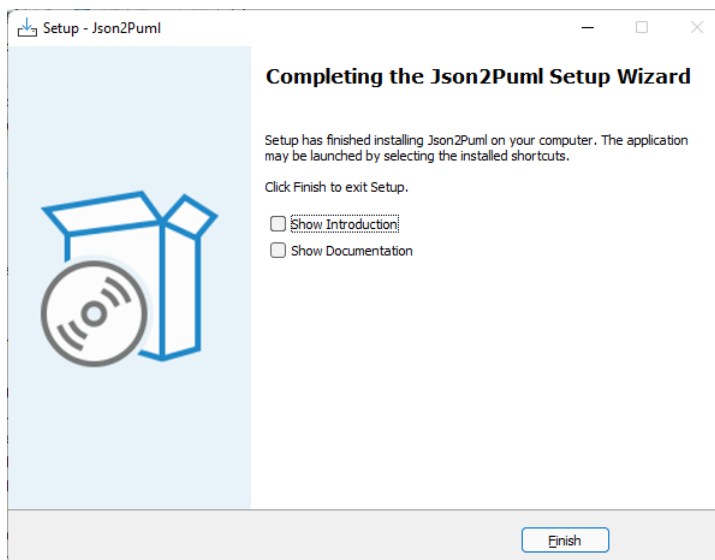 Setup - Json2Puml
Completing the Json2Puml Setup Wizard
Setup has finished installing Json2Puml on your computer. The application
may be launched by selecting the installed shortcuts.
Click Finish to exit Setup.
Show Introduction
Show Documentation
Finish